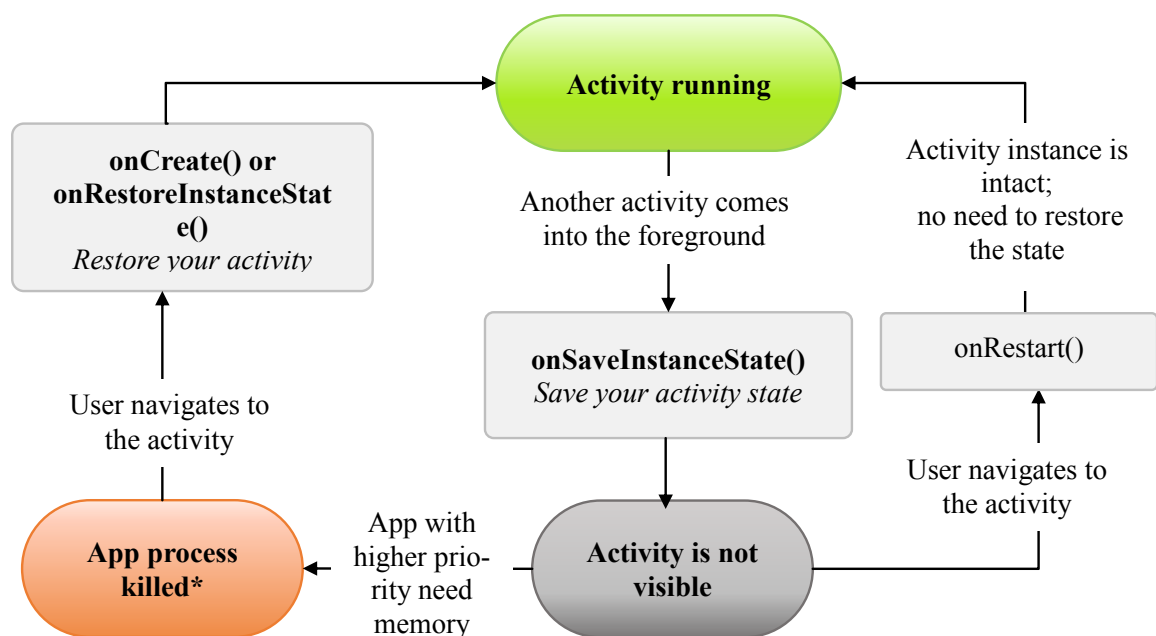 Activity running
onCreate() or
onRestoreInstanceStat
e()
Restore your activity
Another activity comes
into the foreground
Activity instance is
intact;
no need to restore
the state
onSaveInstanceState()
Save your activity state
onRestart()
User navigates to
the activity
User navigates to
the activity
App process
killed*
App with
higher prio-
rity need
memory
Activity is not
visible